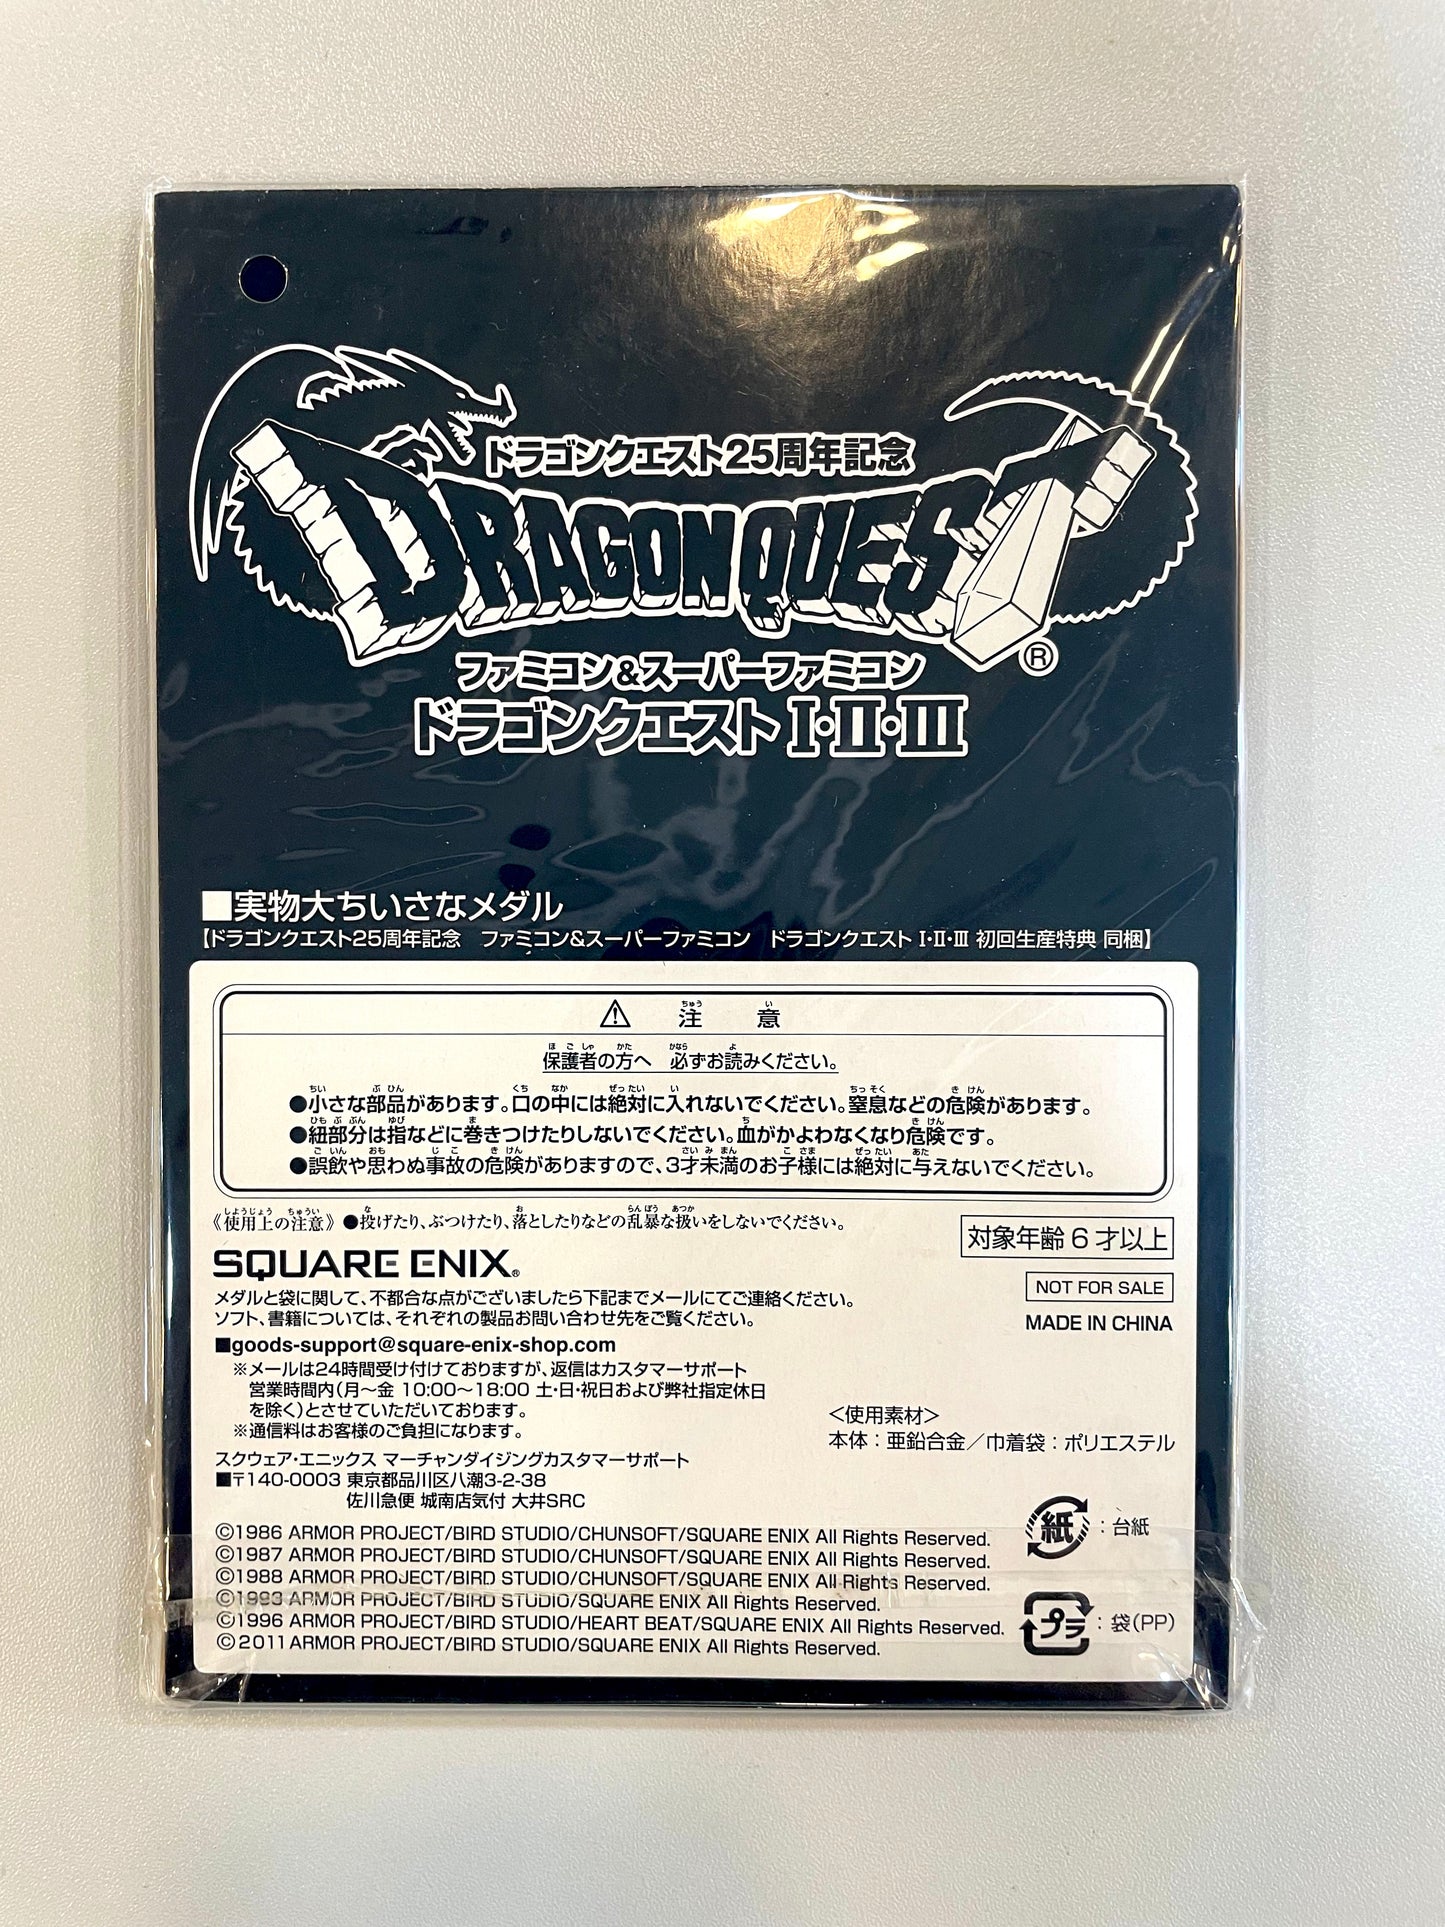 ドラゴンクエスト25周年記念
DRAGON QUEST®
ファミコン&スーパーファミコン
ドラゴンクエスト I・II・III
■実物大ちいさなメダル
【ドラゴンクエスト25周年記念 ファミコン&スーパーファミコン ドラゴンクエスト I・II・III 初回生産特典 同梱】
⚠ 注意
保護者の方へ 必ずお読みください。
●小さな部品があります。口の中には絶対に入れないでください。窒息などの危険があります。
●紐部分は指などに巻きつけたりしないでください。血がかよわなくなり危険です。
●誤飲や思わぬ事故の危険がありますので、3才未満のお子様には絶対に与えないでください。
《使用上の注意》●投げたり、ぶつけたり、落としたりなどの乱暴な扱いをしないでください。
対象年齢 6 才以上
SQUARE ENIX®
NOT FOR SALE
MADE IN CHINA
メダルと袋に関して、不都合な点がございましたら下記までメールにてご連絡ください。
ソフト、書籍については、それぞれの製品お問い合わせ先をご覧ください。
■goods-support@square-enix-shop.com
※メールは24時間受け付けておりますが、返信はカスタマーサポート
営業時間内(月～金 10:00～18:00 土・日・祝日および弊社指定休日
を除く)とさせていただいております。
※通信料はお客様のご負担になります。
＜使用素材＞
本体：亜鉛合金／巾着袋：ポリエステル
スクウェア・エニックス マーチャンダイジングカスタマーサポート
■〒140-0003 東京都品川区八潮3-2-38
佐川急便 城南店気付 大井SRC
©1986 ARMOR PROJECT/BIRD STUDIO/CHUNSOFT/SQUARE ENIX All Rights Reserved.
©1987 ARMOR PROJECT/BIRD STUDIO/CHUNSOFT/SQUARE ENIX All Rights Reserved.
©1988 ARMOR PROJECT/BIRD STUDIO/CHUNSOFT/SQUARE ENIX All Rights Reserved.
©1993 ARMOR PROJECT/BIRD STUDIO/SQUARE ENIX All Rights Reserved.
©1996 ARMOR PROJECT/BIRD STUDIO/HEART BEAT/SQUARE ENIX All Rights Reserved.
©2011 ARMOR PROJECT/BIRD STUDIO/SQUARE ENIX All Rights Reserved.
紙：台紙
プラ：袋(PP)